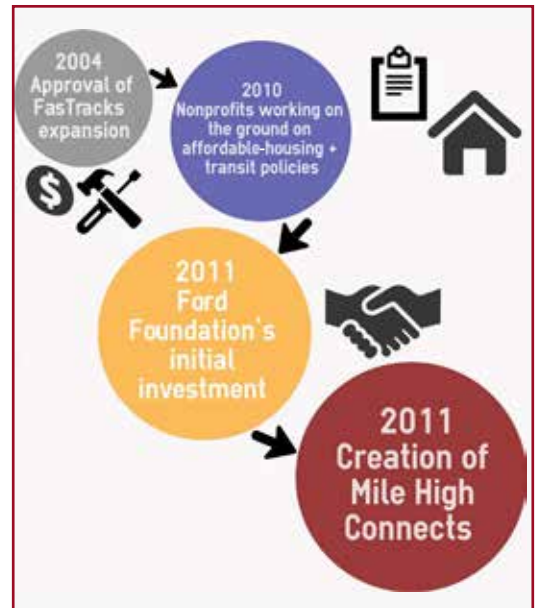 2004
Approval of
FasTracks
expansion
2010
Nonprofits working on
the ground on
affordable-housing +
transit policies
$
2011
Ford
Foundation's
initial
investment
2011
Creation of
Mile High
Connects